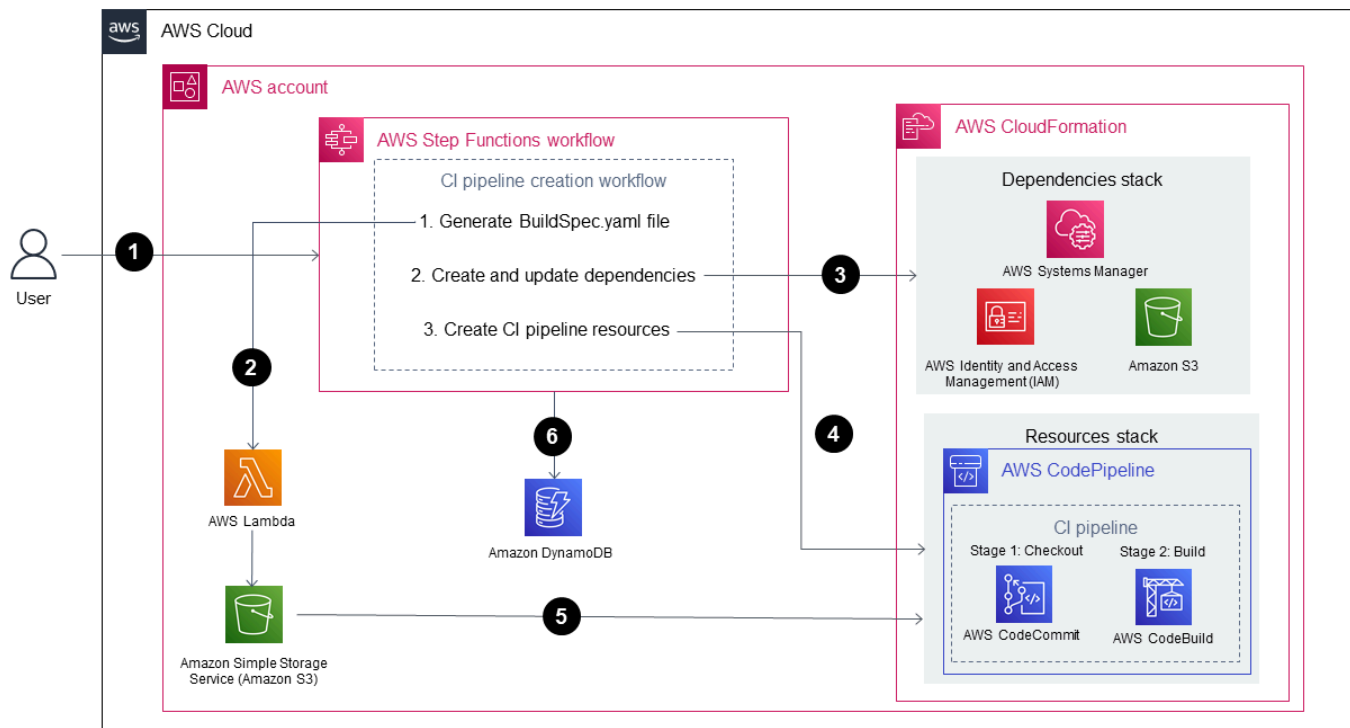 aws
AWS Cloud
AWS account
AWS Step Functions workflow
CI pipeline creation workflow
1. Generate BuildSpec.yaml file
2. Create and update dependencies
3. Create CI pipeline resources
User
1
2
3
4
5
6
AWS Lambda
Amazon Simple Storage
Service (Amazon S3)
Amazon DynamoDB
AWS CloudFormation
Dependencies stack
AWS Systems Manager
AWS Identity and Access
Management (IAM)
Amazon S3
Resources stack
AWS CodePipeline
CI pipeline
Stage 1: Checkout
Stage 2: Build
AWS CodeCommit
AWS CodeBuild